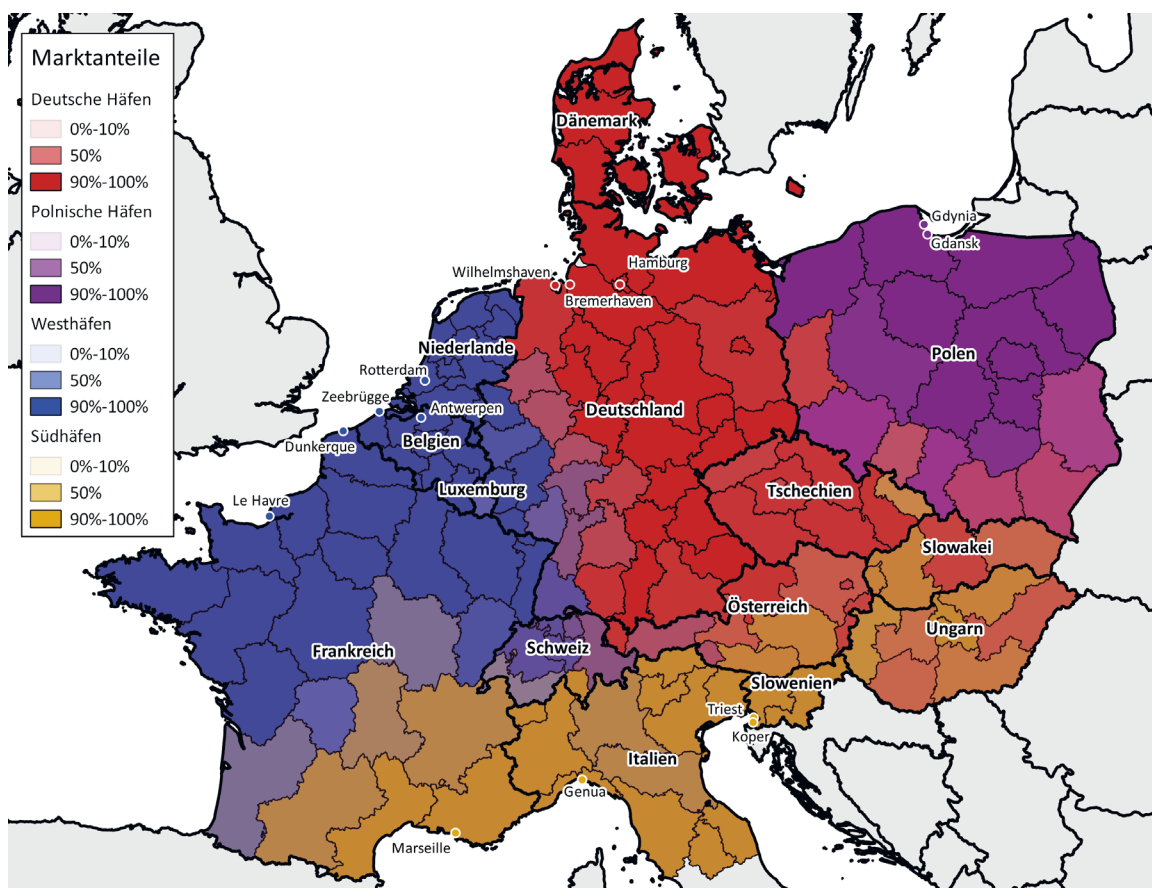 Marktanteile
Deutsche Häfen
0%-10%
50%
90%-100%
Polnische Häfen
0%-10%
50%
90%-100%
Westhäfen
0%-10%
50%
90%-100%
Südhäfen
0%-10%
50%
90%-100%
Dänemark
Gdynia
Gdansk
Wilhelmshaven
Hamburg
Bremerhaven
Niederlande
Polen
Rotterdam
Zeebrügge
Antwerpen
Deutschland
Dunkerque
Belgien
Luxemburg
Tschechien
Le Havre
Slowakei
Österreich
Ungarn
Frankreich
Schweiz
Slowenien
Triest
Koper
Italien
Genua
Marseille